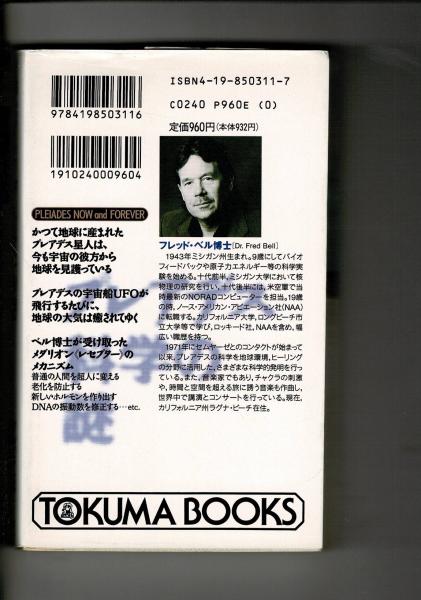 ISBN4-19-850311-7
C0240 P960E (0)
9784198503116
定価960円(本体932円)
1910240009604
PLEIADES NOW and FOREVER
かつて地球に産まれた
プレアデス星人は、
今も宇宙の彼方から
地球を見護っている
プレアデスの宇宙船UFOが
飛行するたびに、
地球の大気は癒されてゆく
ベル博士が受け取った
メダリオン〈レセプター〉の
メカニズム
普通の人間を超人に変える
老化を防止する
新しいホルモンを作り出す
DNAの振動数を修正する…etc.
フレッド・ベル博士[Dr. Fred Bell]
1943年ミシガン州生まれ。9歳にしてバイオ
フィードバックや原子力エネルギー等の科学実
験を始める。十代前半、ミシガン大学において核
物理の研究を行い、十代後半には、米空軍で当
時最新のNORADコンピューターを担当。19歳
の時、ノース・アメリカン・アビエーション社(NAA)
に転職する。カリフォルニア大学、ロングビーチ市
立大学等で学び、ロッキード社、NAAを含め、幅
広い職歴を持つ。
1971年にセムヤーゼとのコンタクトが始まって
以来、プレアデスの科学を地球環境、ヒーリング
の分野に活用した、さまざまな科学的発明を行っ
ている。また、音楽家でもあり、チャクラの刺激
や、時間と空間を超える旅に誘う音楽も作曲し、
世界中で講演とコンサートを行っている。現在、
カリフォルニア州ラグナ・ビーチ在住。
学
謎
TOKUMA BOOKS